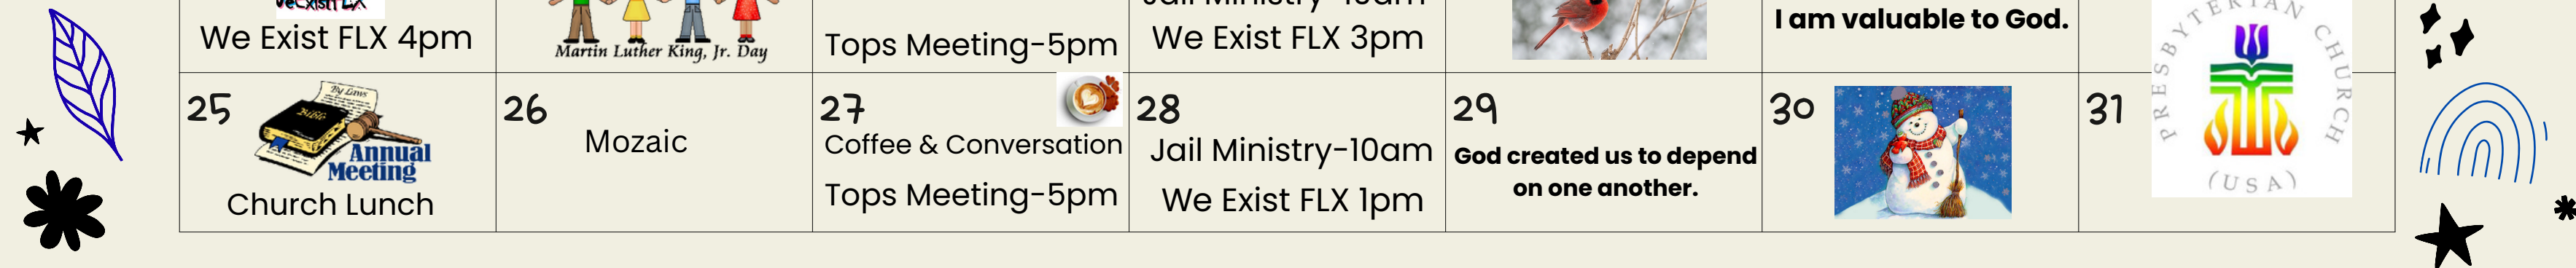 We Exist FLX 4pm
Martin Luther King, Jr. Day
Tops Meeting-5pm
Jail Ministry-10am
We Exist FLX 3pm
I am valuable to God.
25
By Laws
Bible
Annual
Meeting
Church Lunch
26
Mozaic
27
Coffee & Conversation
Tops Meeting-5pm
28
Jail Ministry-10am
We Exist FLX 1pm
29
God created us to depend
on one another.
30
31
PRESBYTERIAN CHURCH
(USA)